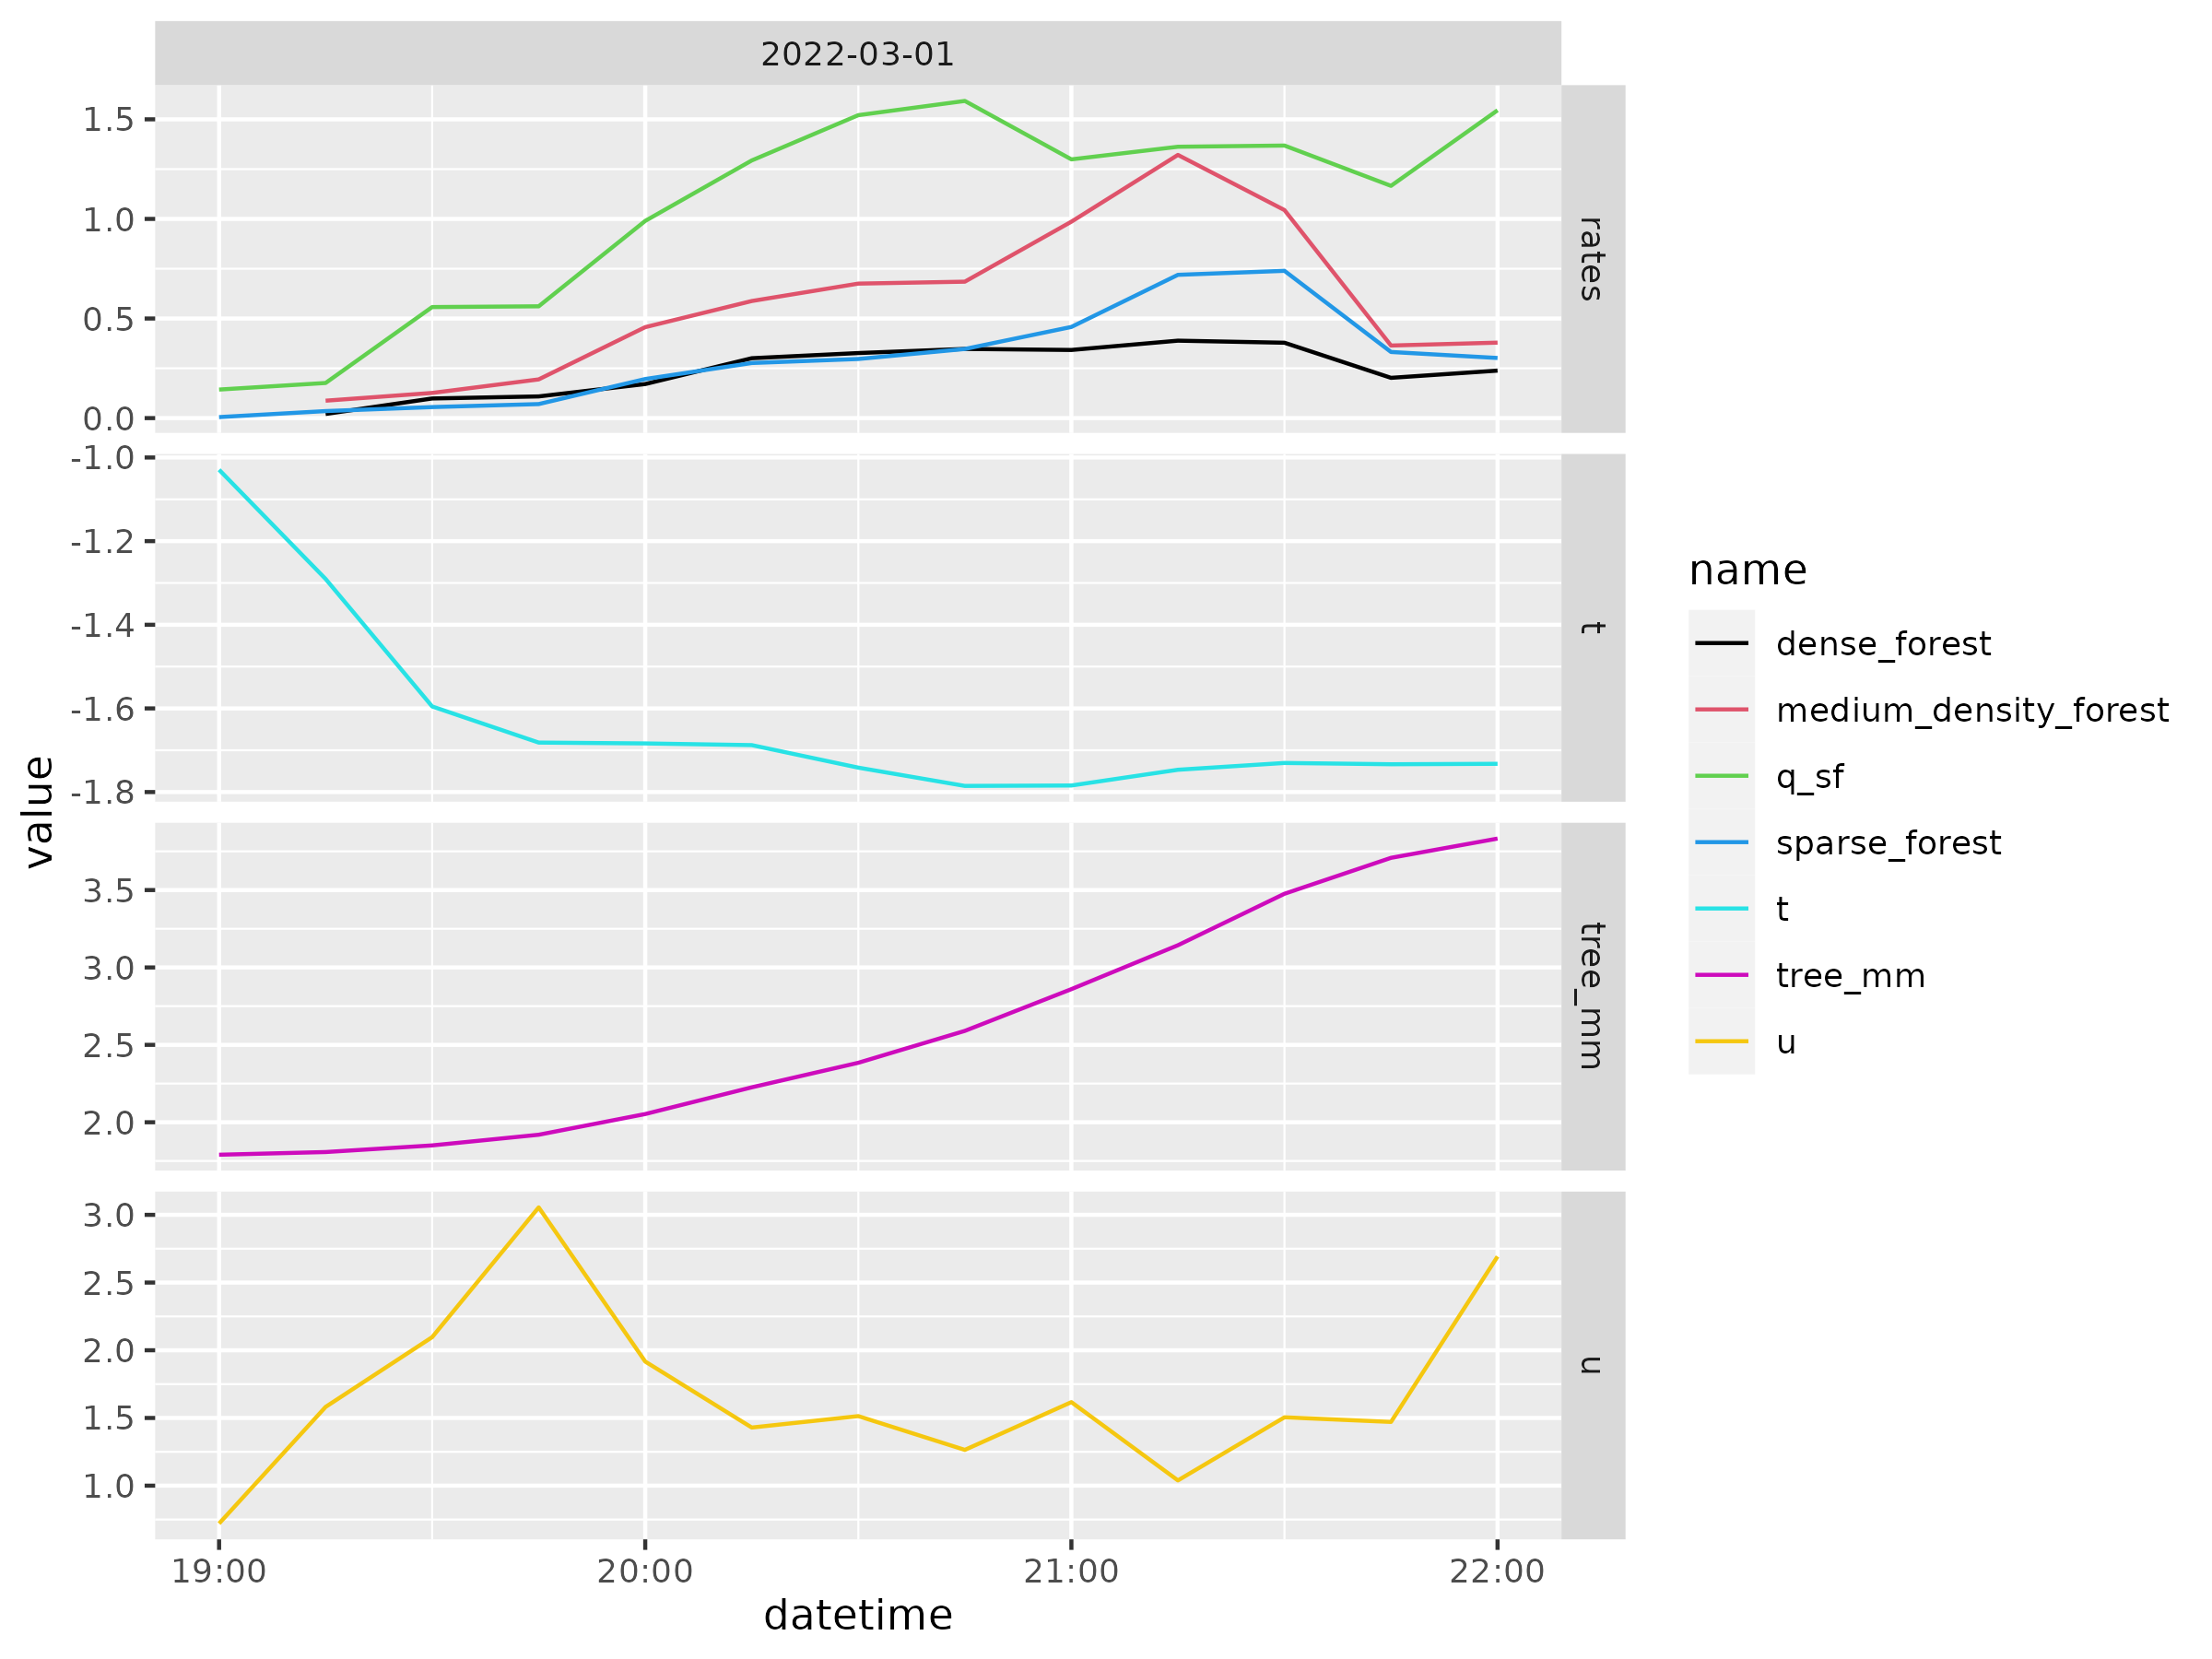 2022-03-01
1.5
1.0
0.5
0.0
rates
-1.0
-1.2
-1.4
-1.6
-1.8
t
3.5
3.0
2.5
2.0
tree_mm
3.0
2.5
2.0
1.5
1.0
u
19:00 20:00 21:00 22:00
datetime
value
name
dense_forest
medium_density_forest
q_sf
sparse_forest
t
tree_mm
u